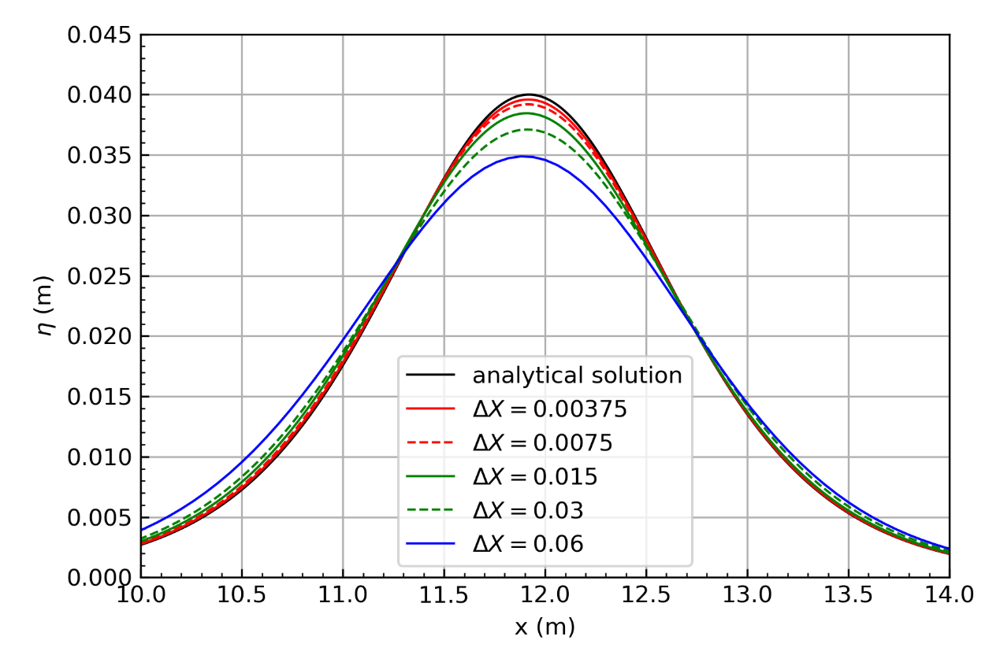 0.045
0.040
0.035
0.030
0.025
0.020
0.015
0.010
0.005
0.000
η (m)
analytical solution
ΔX = 0.00375
ΔX = 0.0075
ΔX = 0.015
ΔX = 0.03
ΔX = 0.06
10.0 10.5 11.0 11.5 12.0 12.5 13.0 13.5 14.0
x (m)